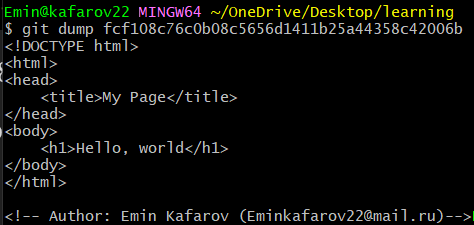 Emin@kafarov22 MINGW64 ~/OneDrive/Desktop/learning
$ git dump fcf108c76c0b08c5656d1411b25a44358c42006b
<!DOCTYPE html>
<html>
<head>
    <title>My Page</title>
</head>
<body>
    <h1>Hello, world</h1>
</body>
</html>

<!-- Author: Emin Kafarov (Eminkafarov22@mail.ru)-->